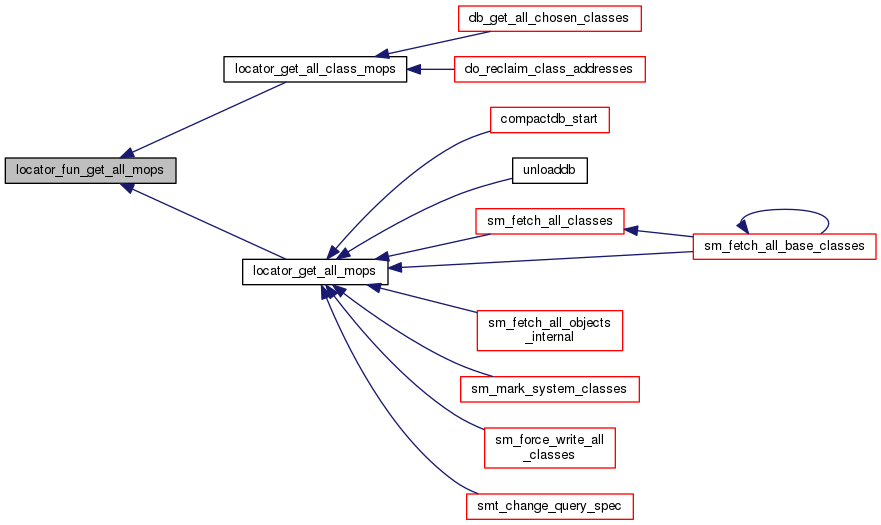 db_get_all_chosen_classes
locator_get_all_class_mops
do_reclaim_class_addresses
compactdb_start
locator_fun_get_all_mops
unloaddb
sm_fetch_all_classes
sm_fetch_all_base_classes
locator_get_all_mops
sm_fetch_all_objects
_internal
sm_mark_system_classes
sm_force_write_all
_classes
smt_change_query_spec